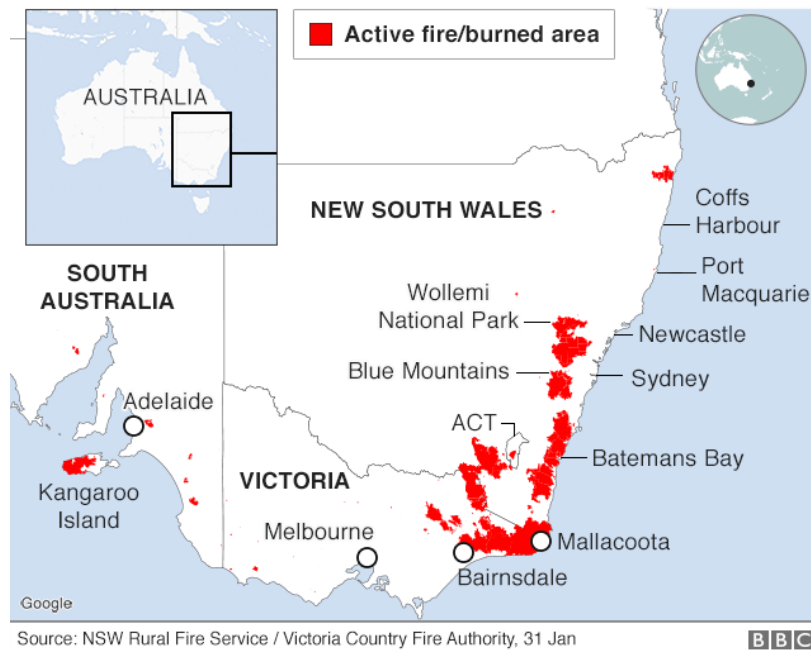 Active fire/burned area
AUSTRALIA
NEW SOUTH WALES
Coffs
Harbour
SOUTH
AUSTRALIA
Port
Macquarie
Wollemi
National Park
Newcastle
Blue Mountains
Sydney
Adelaide
ACT
Batemans Bay
VICTORIA
Kangaroo
Island
Melbourne
Mallacoota
Bairnsdale
Google
Source: NSW Rural Fire Service / Victoria Country Fire Authority, 31 Jan
BBC